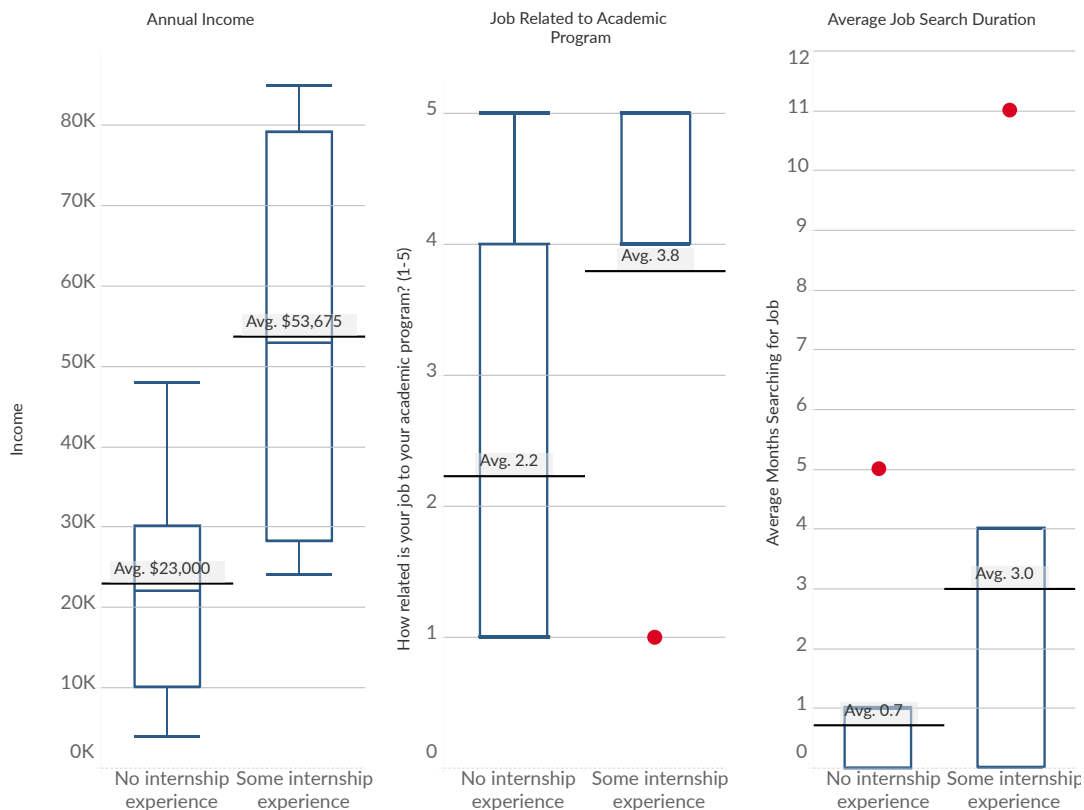 Annual Income
Income
80K
70K
60K
50K
40K
30K
20K
10K
0K
Avg. $53,675
Avg. $23,000
No internship
experience
Some internship
experience
Job Related to Academic
Program
How related is your job to your academic program? (1-5)
5
4
3
2
1
0
Avg. 3.8
Avg. 2.2
No internship
experience
Some internship
experience
Average Job Search Duration
Average Months Searching for Job
12
11
10
9
8
7
6
5
4
3
2
1
0
Avg. 3.0
Avg. 0.7
No internship
experience
Some internship
experience